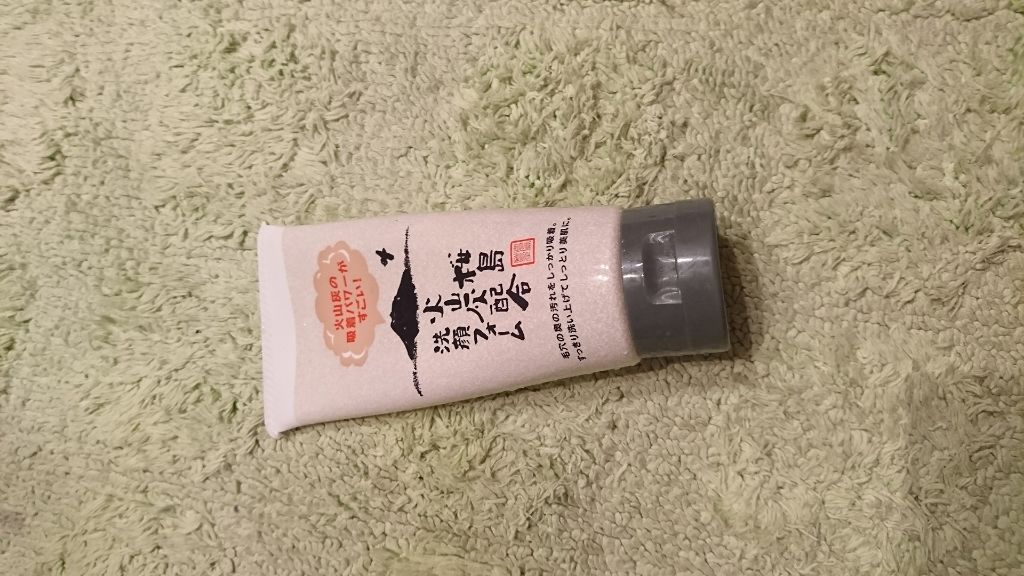 火山灰の
吸着パワーが
すごい!
桜島
火山灰配合
洗顔フォーム
毛穴の奥の汚れをしっかり吸着。
すっきり洗い上げてしっとり美肌に。